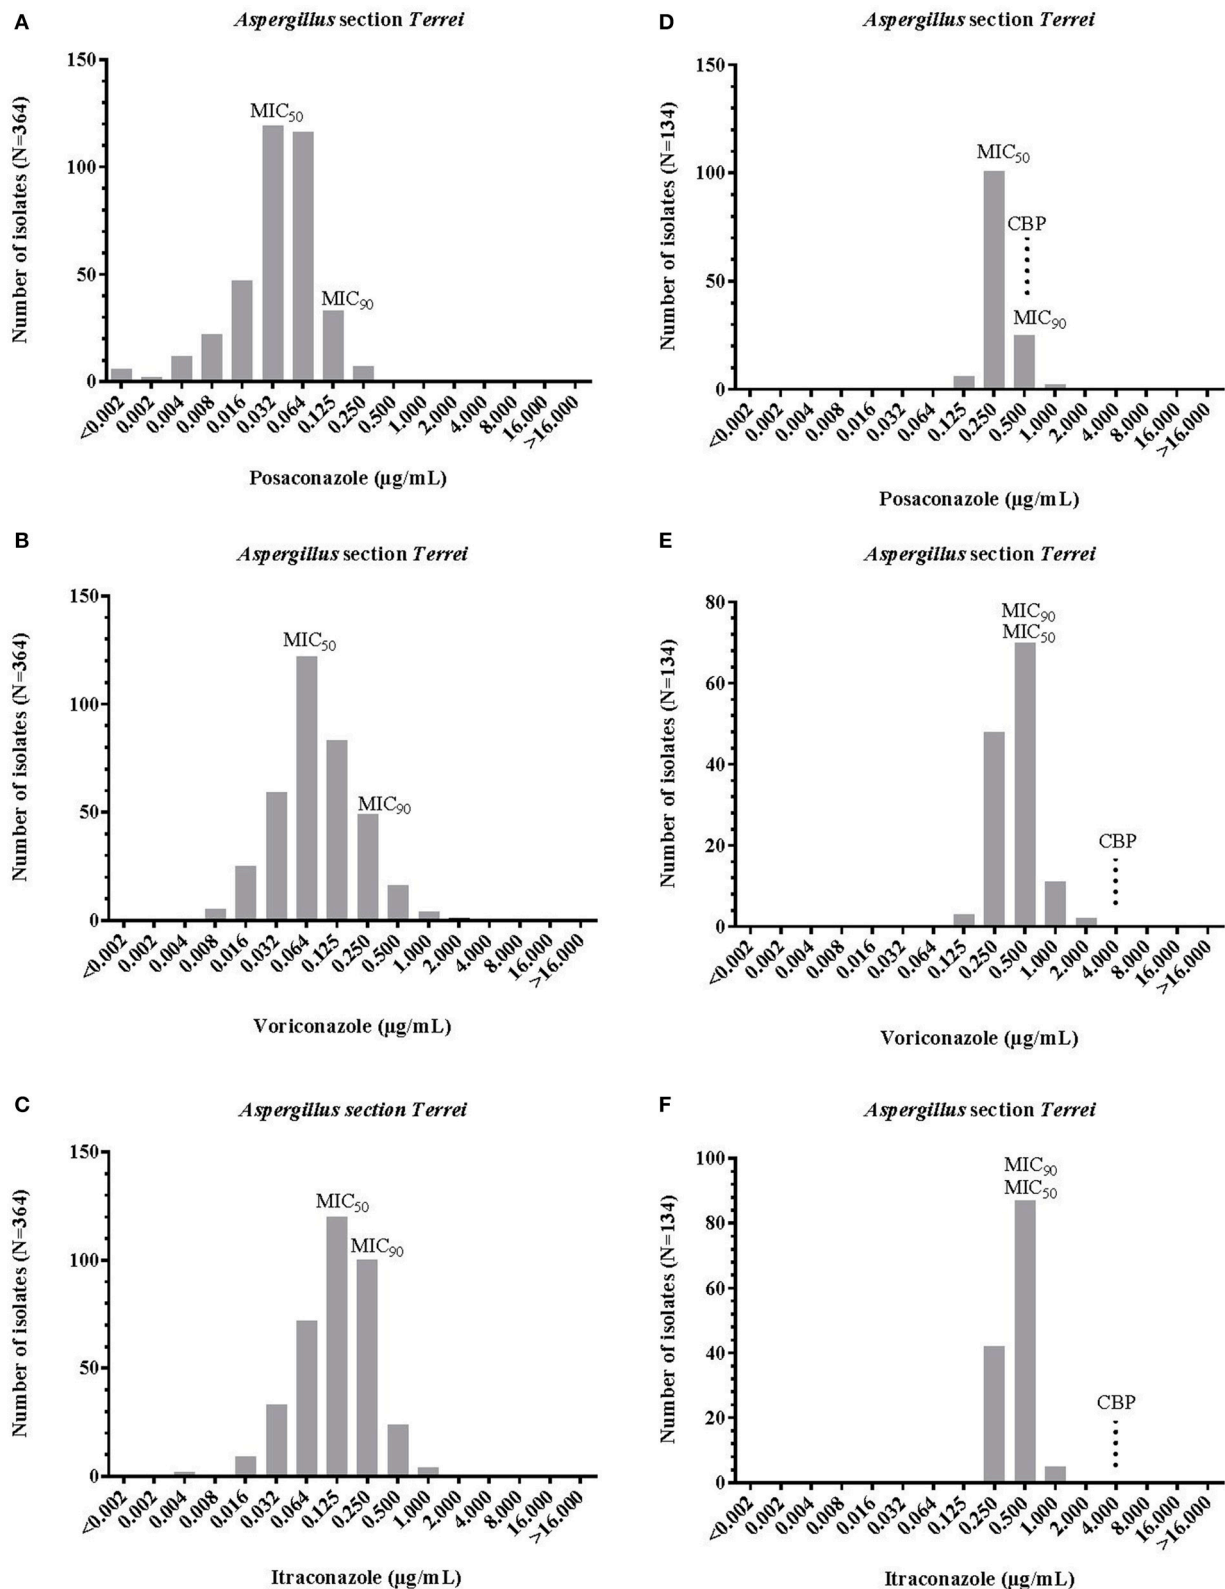 A
Aspergillus section Terrei
Number of isolates (N=364)
150
100
50
0
MIC50
MIC90
<0.002 0.002 0.004 0.008 0.016 0.032 0.064 0.125 0.250 0.500 1.000 2.000 4.000 8.000 16.000 >16.000
Posaconazole (µg/mL)
D
Aspergillus section Terrei
Number of isolates (N=134)
150
100
50
0
MIC50
CBP
MIC90
<0.002 0.002 0.004 0.008 0.016 0.032 0.064 0.125 0.250 0.500 1.000 2.000 4.000 8.000 16.000 >16.000
Posaconazole (µg/mL)
B
Aspergillus section Terrei
Number of isolates (N=364)
150
100
50
0
MIC50
MIC90
<0.002 0.002 0.004 0.008 0.016 0.032 0.064 0.125 0.250 0.500 1.000 2.000 4.000 8.000 16.000 >16.000
Voriconazole (µg/mL)
E
Aspergillus section Terrei
Number of isolates (N=134)
80
60
40
20
0
MIC90
MIC50
CBP
<0.002 0.002 0.004 0.008 0.016 0.032 0.064 0.125 0.250 0.500 1.000 2.000 4.000 8.000 16.000 >16.000
Voriconazole (µg/mL)
C
Aspergillus section Terrei
Number of isolates (N=364)
150
100
50
0
MIC50
MIC90
<0.002 0.002 0.004 0.008 0.016 0.032 0.064 0.125 0.250 0.500 1.000 2.000 4.000 8.000 16.000 >16.000
Itraconazole (µg/mL)
F
Aspergillus section Terrei
Number of isolates (N=134)
100
80
60
40
20
0
MIC90
MIC50
CBP
<0.002 0.002 0.004 0.008 0.016 0.032 0.064 0.125 0.250 0.500 1.000 2.000 4.000 8.000 16.000 >16.000
Itraconazole (µg/mL)